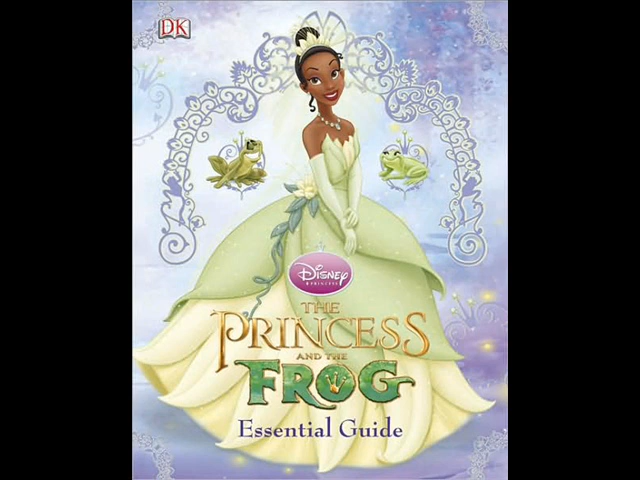 DK
Disney
PRINCESS
THE
PRINCESS
AND THE
FROG
Essential Guide